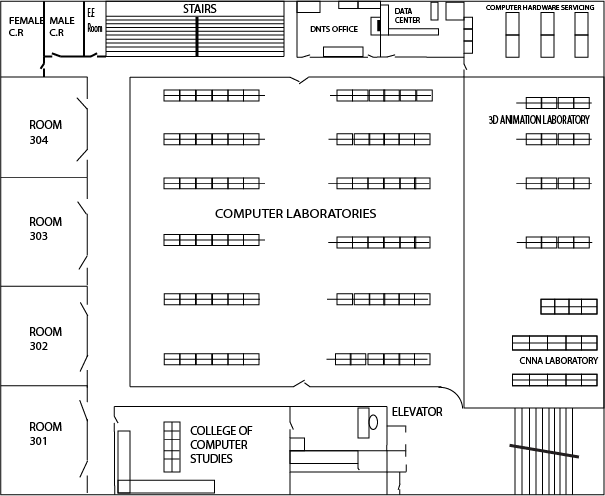 FEMALE
C.R
MALE
C.R
E.E
Room
STAIRS
DNTS OFFICE
DATA
CENTER
COMPUTER HARDWARE SERVICING
ROOM
304
3D ANIMATION LABORATORY
ROOM
303
COMPUTER LABORATORIES
ROOM
302
CNNA LABORATORY
ROOM
301
COLLEGE OF
COMPUTER
STUDIES
ELEVATOR